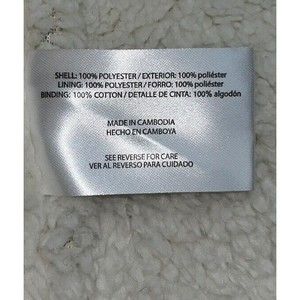 SHELL: 100% POLYESTER / EXTERIOR: 100% poliéster
LINING: 100% POLYESTER / FORRO: 100% poliéster
BINDING: 100% COTTON / DETALLE DE CINTA: 100% algodón
MADE IN CAMBODIA
HECHO EN CAMBOYA
SEE REVERSE FOR CARE
VER AL REVERSO PARA CUIDADO